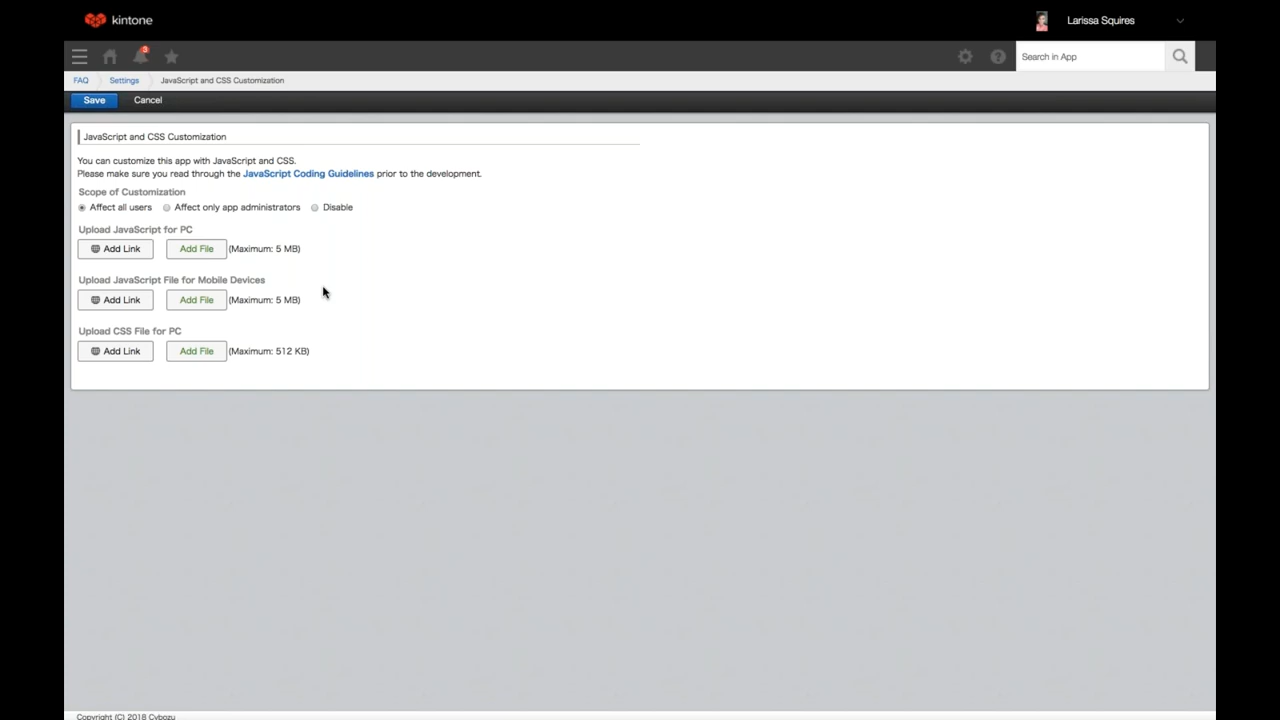 kintone
Larissa Squires
3
Search in App
FAQ Settings JavaScript and CSS Customization
Save Cancel
JavaScript and CSS Customization
You can customize this app with JavaScript and CSS.
Please make sure you read through the JavaScript Coding Guidelines prior to the development.
Scope of Customization
Affect all users Affect only app administrators Disable
Upload JavaScript for PC
Add Link Add File (Maximum: 5 MB)
Upload JavaScript File for Mobile Devices
Add Link Add File (Maximum: 5 MB)
Upload CSS File for PC
Add Link Add File (Maximum: 512 KB)
Copyright (C) 2018 Cybozu